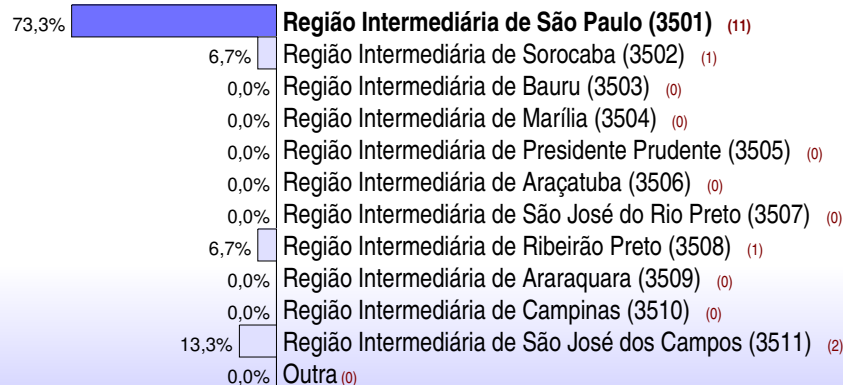 73,3% Região Intermediária de São Paulo (3501) (11)
6,7% Região Intermediária de Sorocaba (3502) (1)
0,0% Região Intermediária de Bauru (3503) (0)
0,0% Região Intermediária de Marília (3504) (0)
0,0% Região Intermediária de Presidente Prudente (3505) (0)
0,0% Região Intermediária de Araçatuba (3506) (0)
0,0% Região Intermediária de São José do Rio Preto (3507) (0)
6,7% Região Intermediária de Ribeirão Preto (3508) (1)
0,0% Região Intermediária de Araraquara (3509) (0)
0,0% Região Intermediária de Campinas (3510) (0)
13,3% Região Intermediária de São José dos Campos (3511) (2)
0,0% Outra (0)